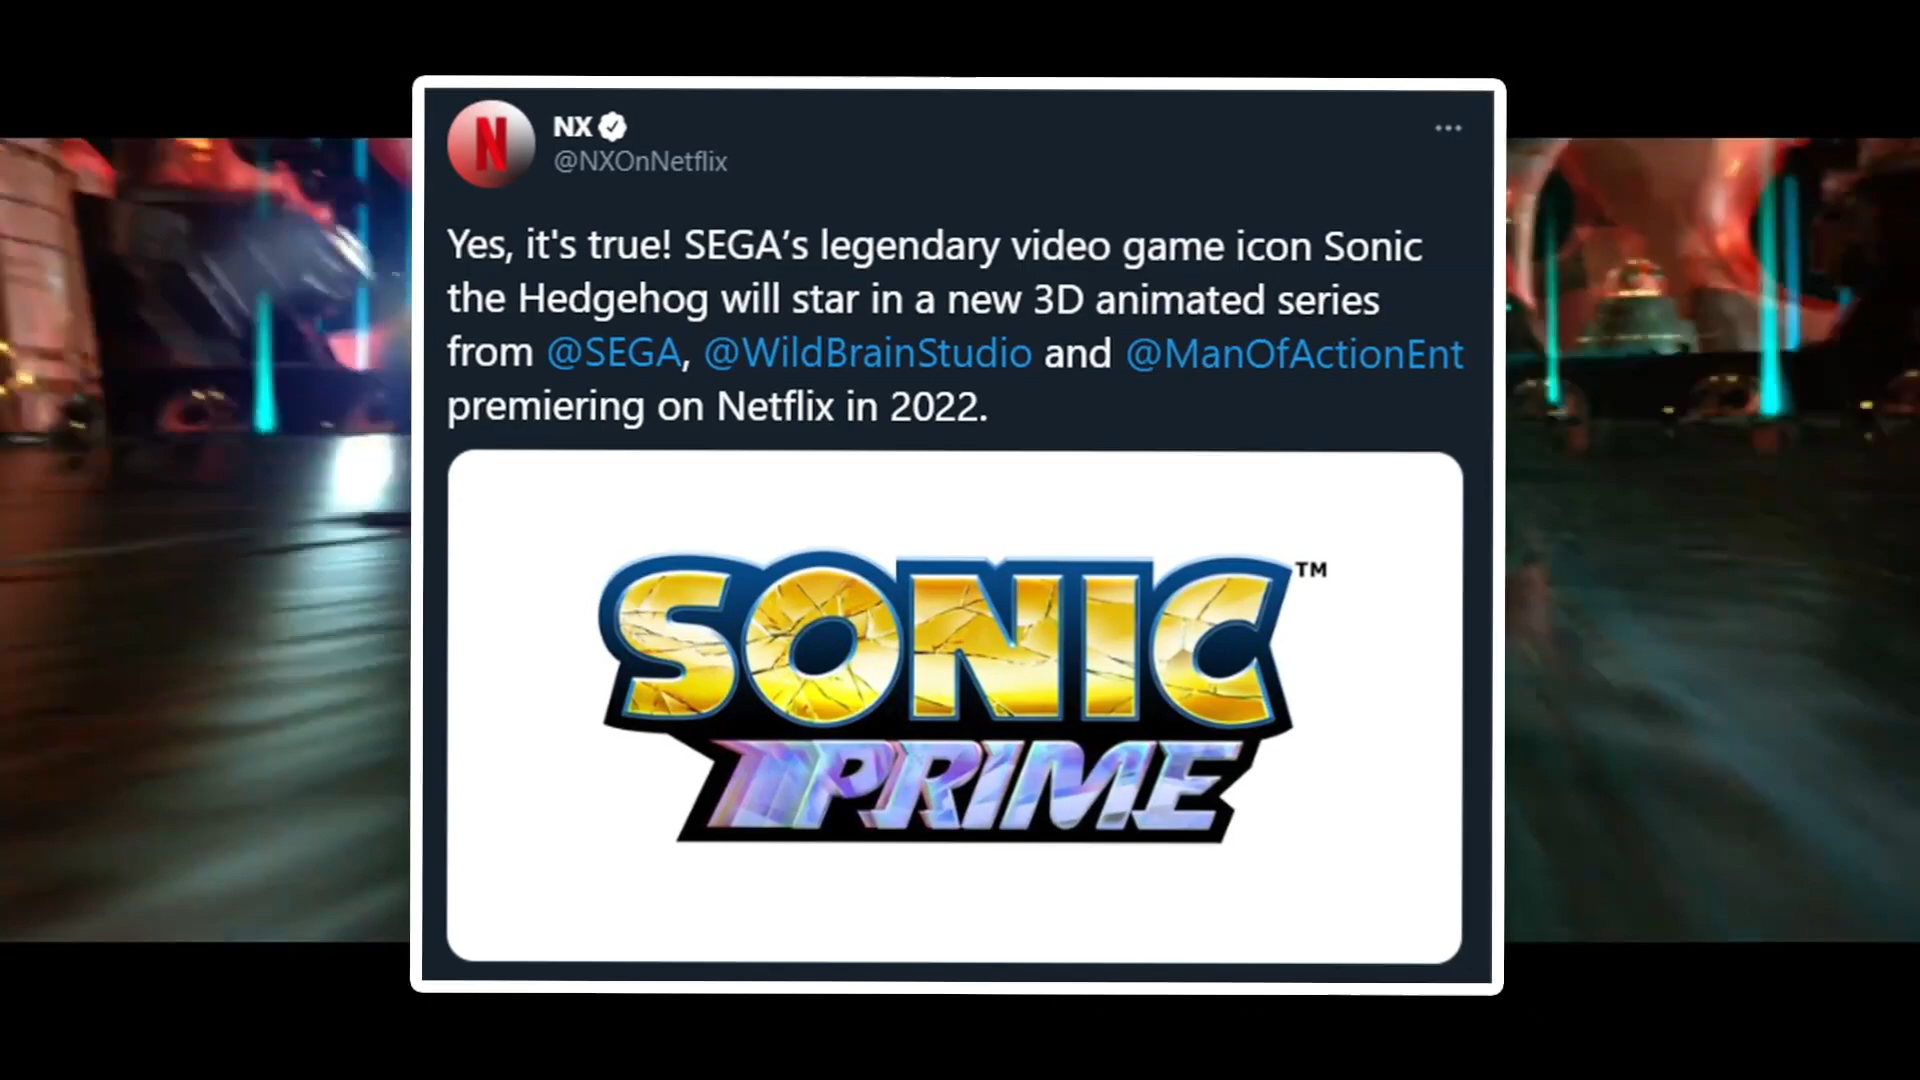 NX
@NXOnNetflix
Yes, it's true! SEGA’s legendary video game icon Sonic
the Hedgehog will star in a new 3D animated series
from @SEGA, @WildBrainStudio and @ManOfActionEnt
premiering on Netflix in 2022.
SONIC™
PRIME